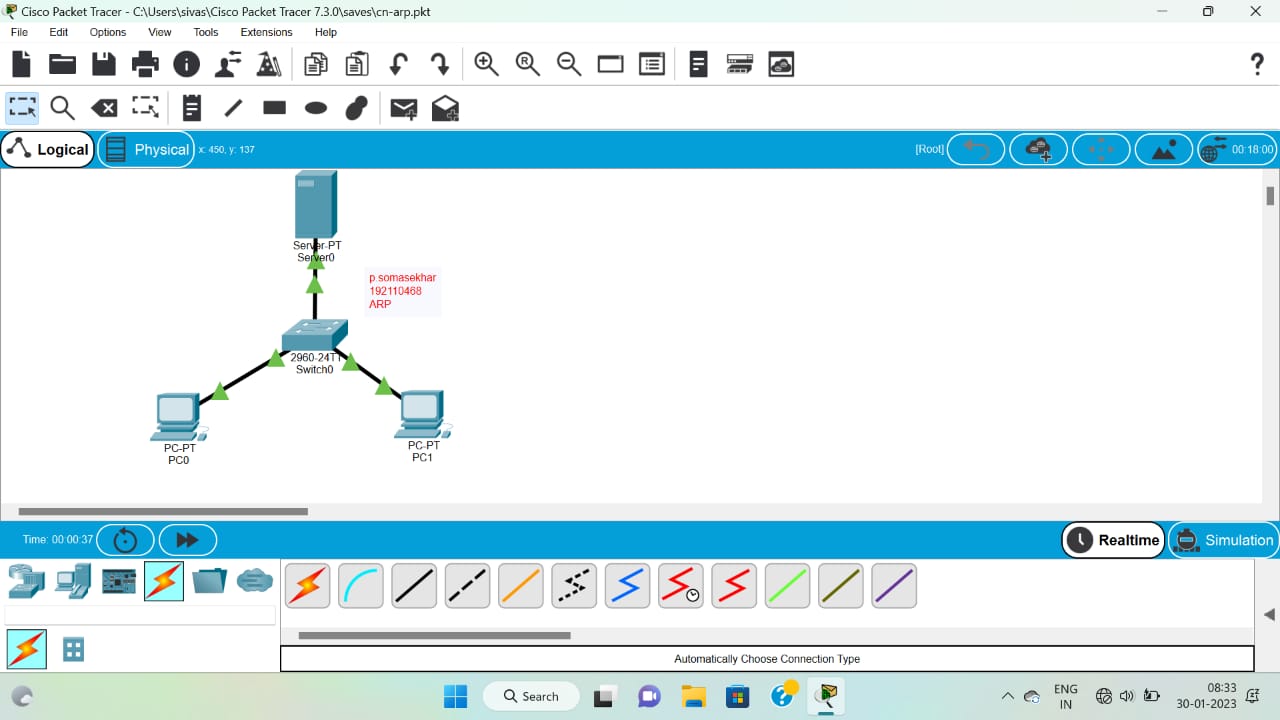 Cisco Packet Tracer - C:\Users\sivas\Cisco Packet Tracer 7.3.0\saves\cn-arp.pkt
File Edit Options View Tools Extensions Help
Logical Physical x: 450, y: 137 [Root] 00:18:00
Server-PT
Server0
p.somasekhar
192110468
ARP
2960-24TT
Switch0
PC-PT
PC0
PC-PT
PC1
Time: 00:00:37 Realtime Simulation
Automatically Choose Connection Type
Search
ENG
IN
08:33
30-01-2023